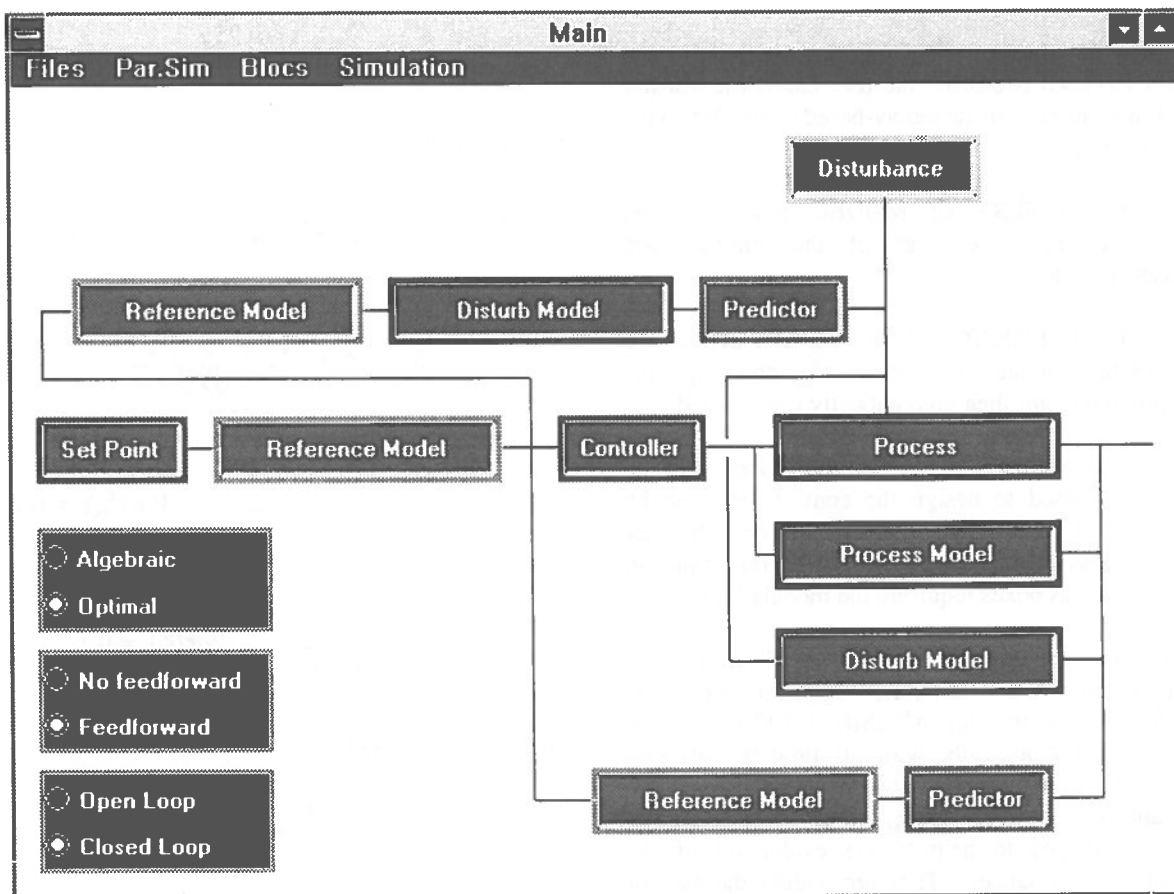 Main
Files Par.Sim Blocs Simulation
Disturbance
Reference Model
Disturb Model
Predictor
Set Point
Reference Model
Controller
Process
Algebraic
Optimal
Process Model
No feedforward
Feedforward
Disturb Model
Open Loop
Closed Loop
Reference Model
Predictor